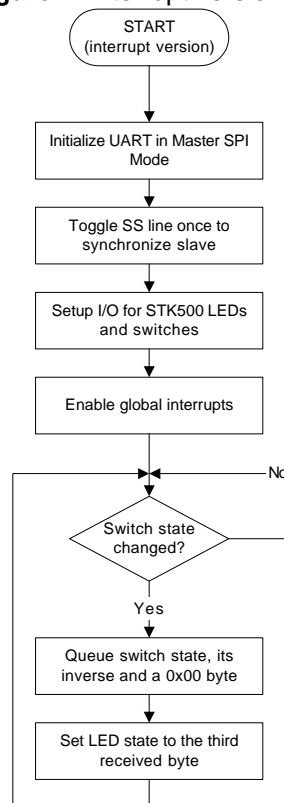 START
(interrupt version)
Initialize UART in Master SPI
Mode
Toggle SS line once to
synchronize slave
Setup I/O for STK500 LEDs
and switches
Enable global interrupts
No
Switch state
changed?
Yes
Queue switch state, its
inverse and a 0x00 byte
Set LED state to the third
received byte